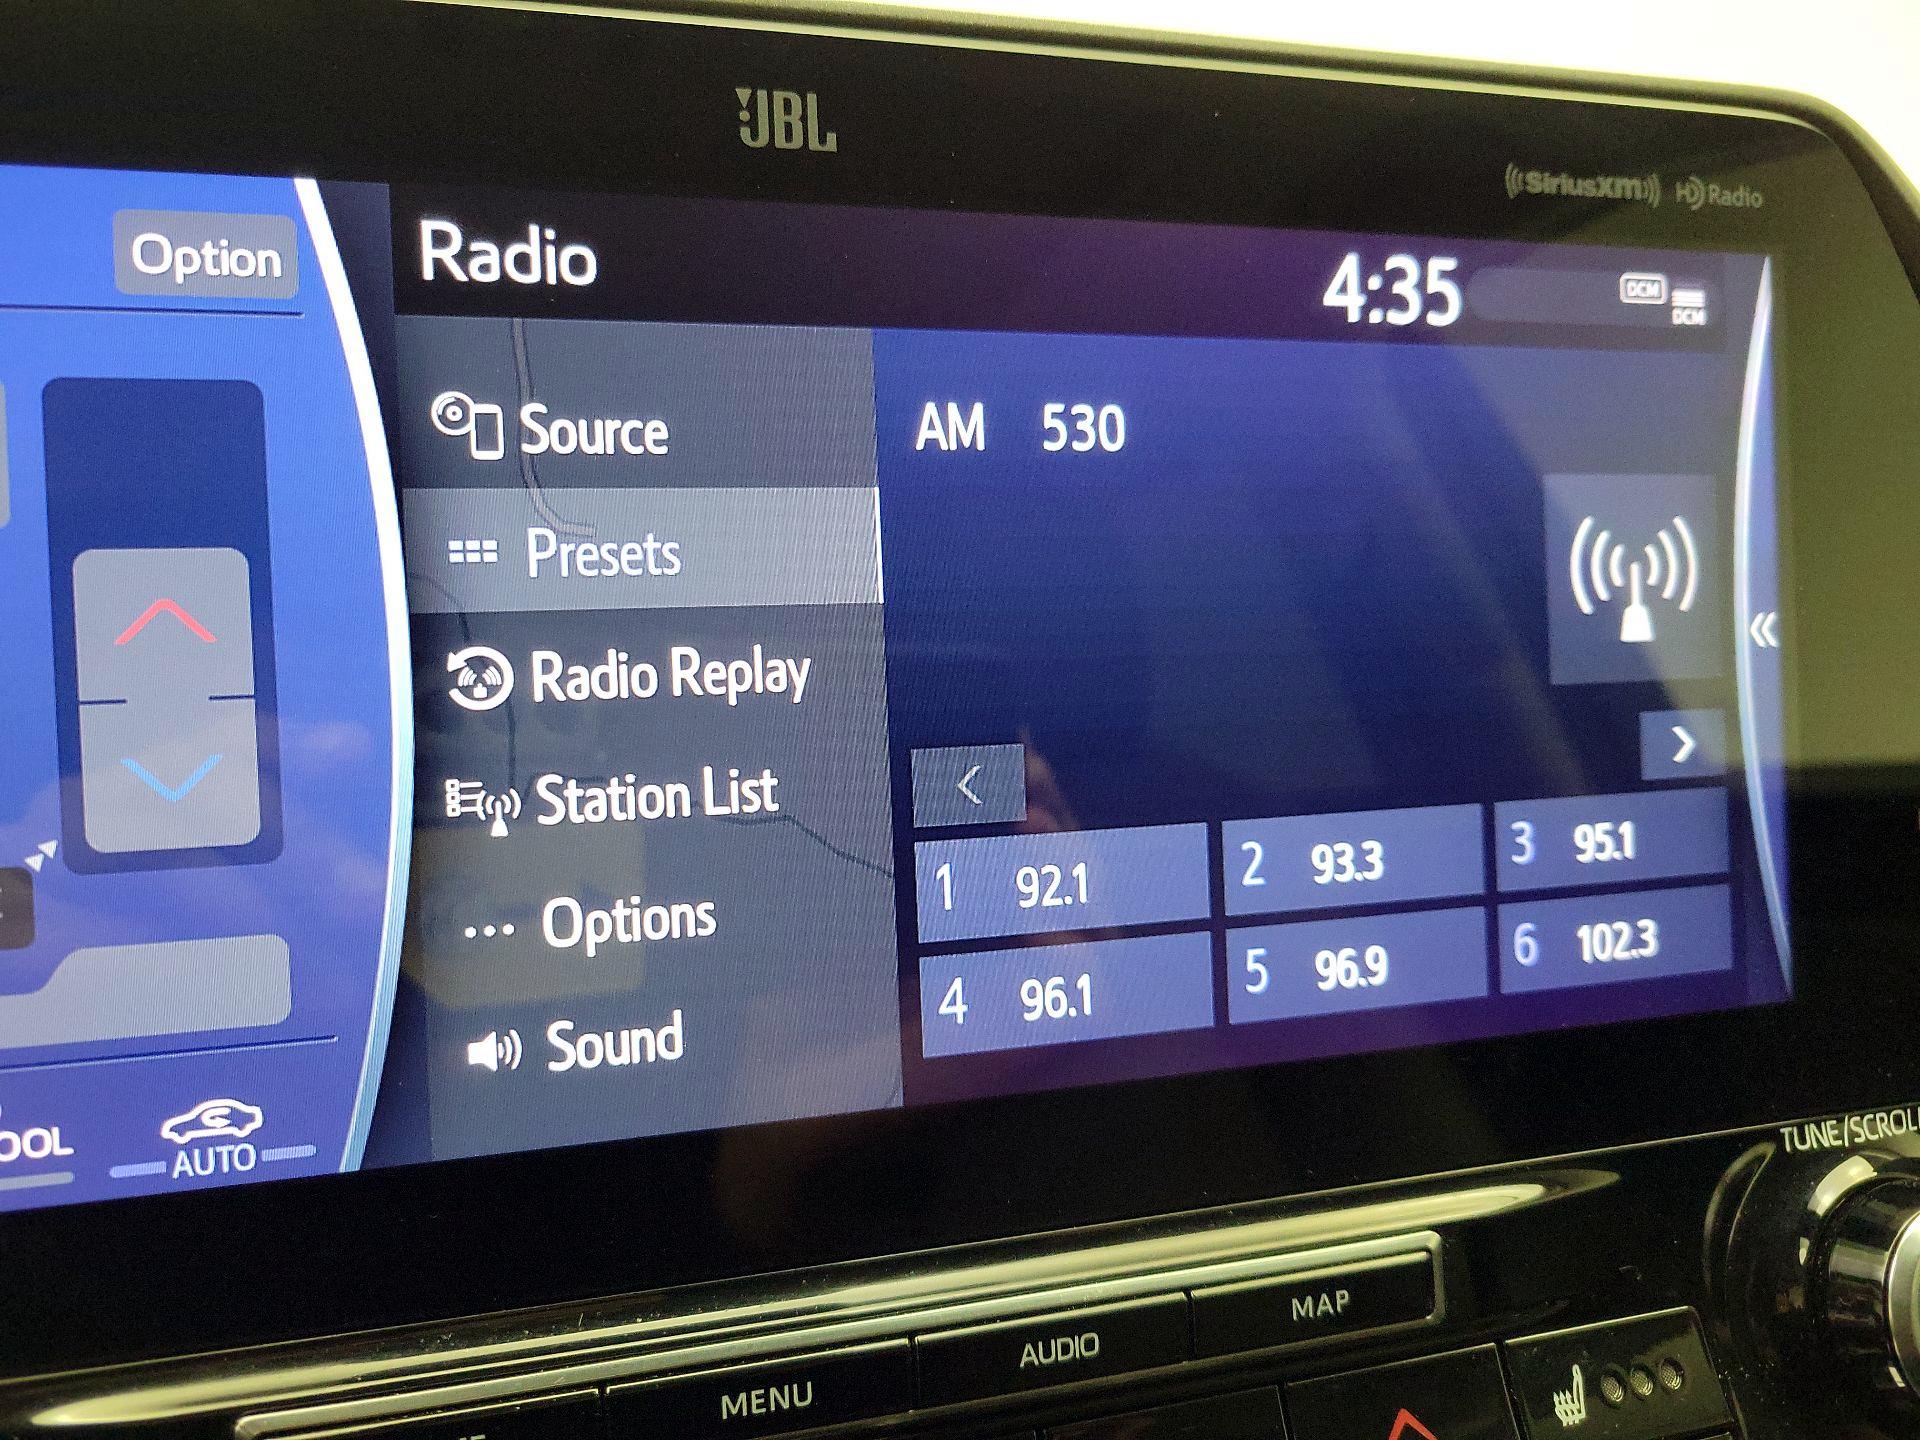 JBL
SiriusXM HD Radio
Option
Radio
4:35
DCM
DCM
Source
Presets
Radio Replay
Station List
Options
Sound
AM 530
1 92.1
2 93.3
3 95.1
4 96.1
5 96.9
6 102.3
OOL
AUTO
TUNE/SCROLL
MENU
AUDIO
MAP